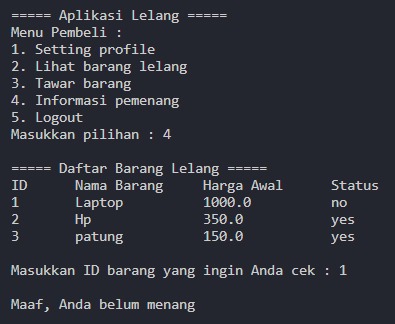 ===== Aplikasi Lelang =====
Menu Pembeli :
1. Setting profile
2. Lihat barang lelang
3. Tawar barang
4. Informasi pemenang
5. Logout
Masukkan pilihan : 4
===== Daftar Barang Lelang =====
ID Nama Barang Harga Awal Status
1 Laptop 1000.0 no
2 Hp 350.0 yes
3 patung 150.0 yes
Masukkan ID barang yang ingin Anda cek : 1
Maaf, Anda belum menang